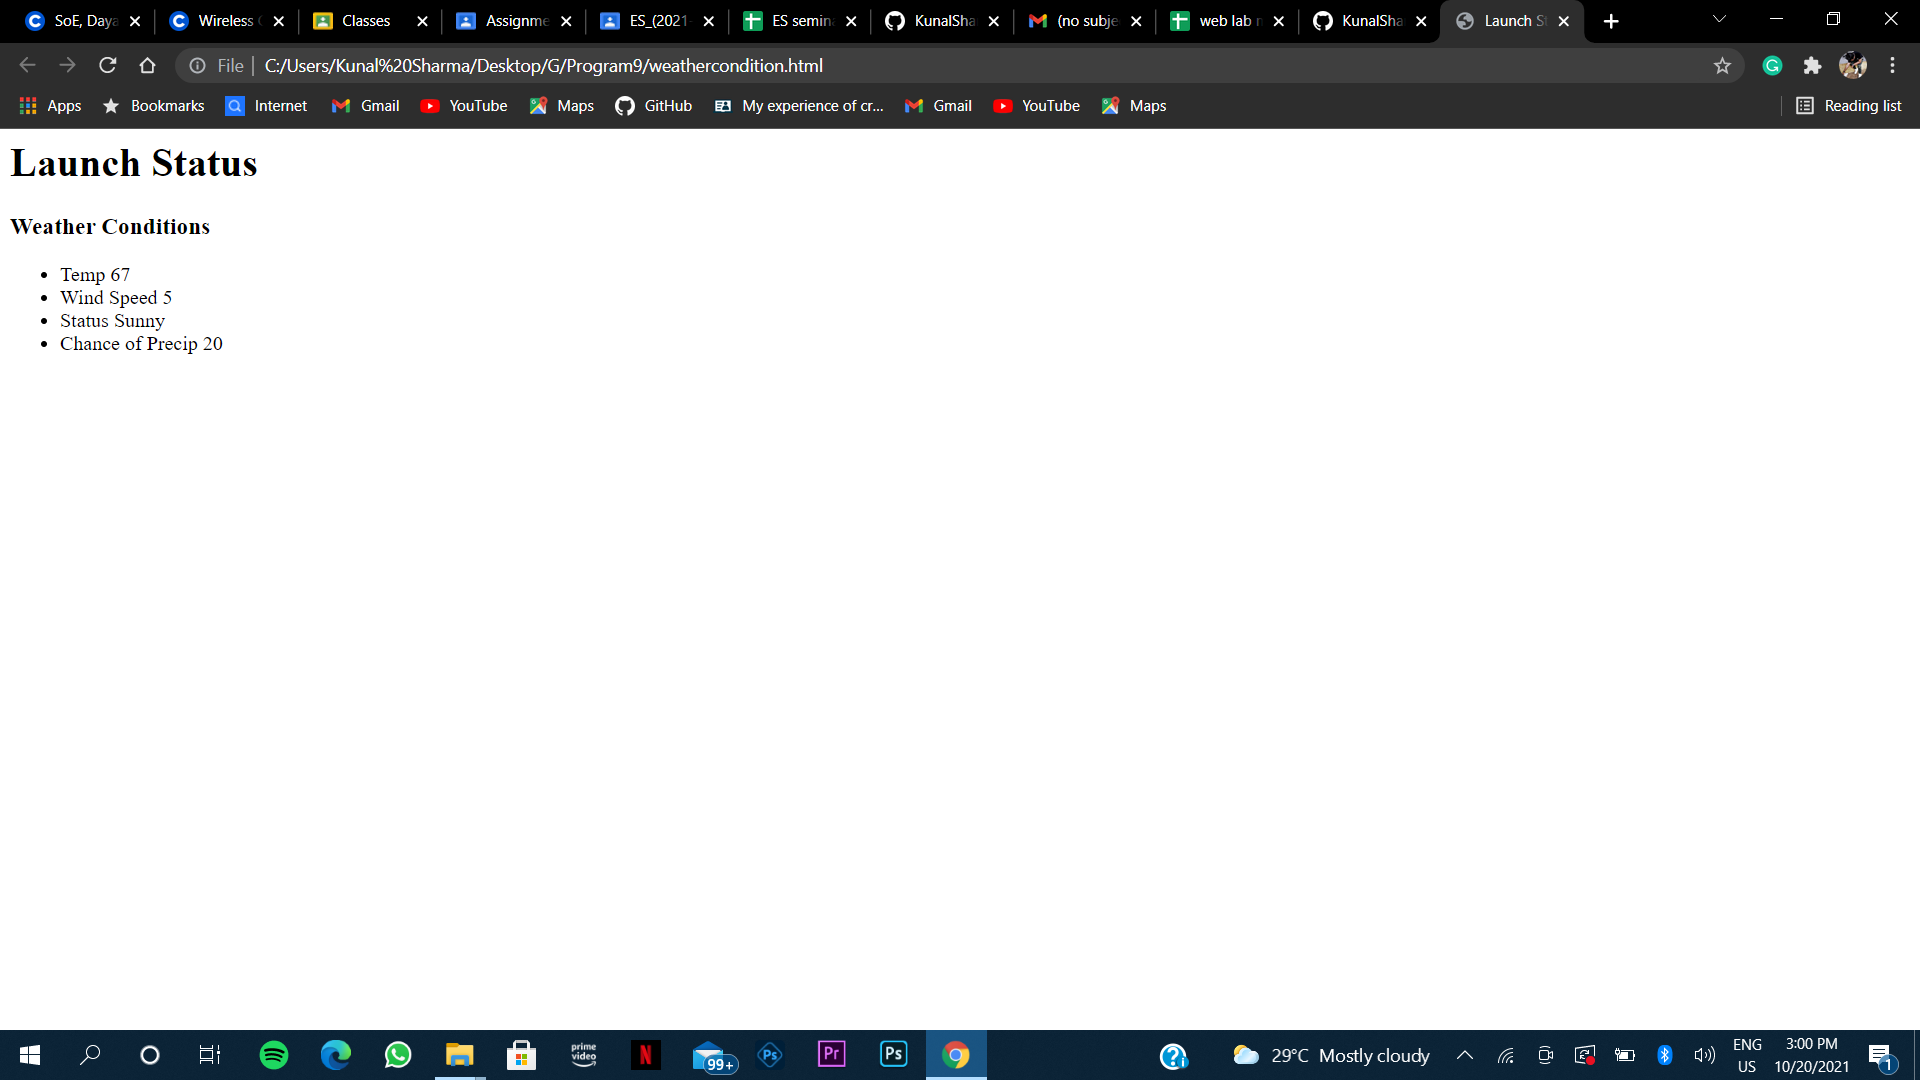 SoE, Daya
Wireless
Classes
Assignme
ES_(2021-
ES semin
KunalSha
(no subje
web lab
KunalSha
Launch S
File
C:/Users/Kunal%20Sharma/Desktop/G/Program9/weathercondition.html
Apps
Bookmarks
Internet
Gmail
YouTube
Maps
GitHub
My experience of cr...
Gmail
YouTube
Maps
Reading list
Launch Status
Weather Conditions
Temp 67
Wind Speed 5
Status Sunny
Chance of Precip 20
prime
video
N
99+
Ps
Pr
Ps
29°C Mostly cloudy
ENG
US
3:00 PM
10/20/2021
1